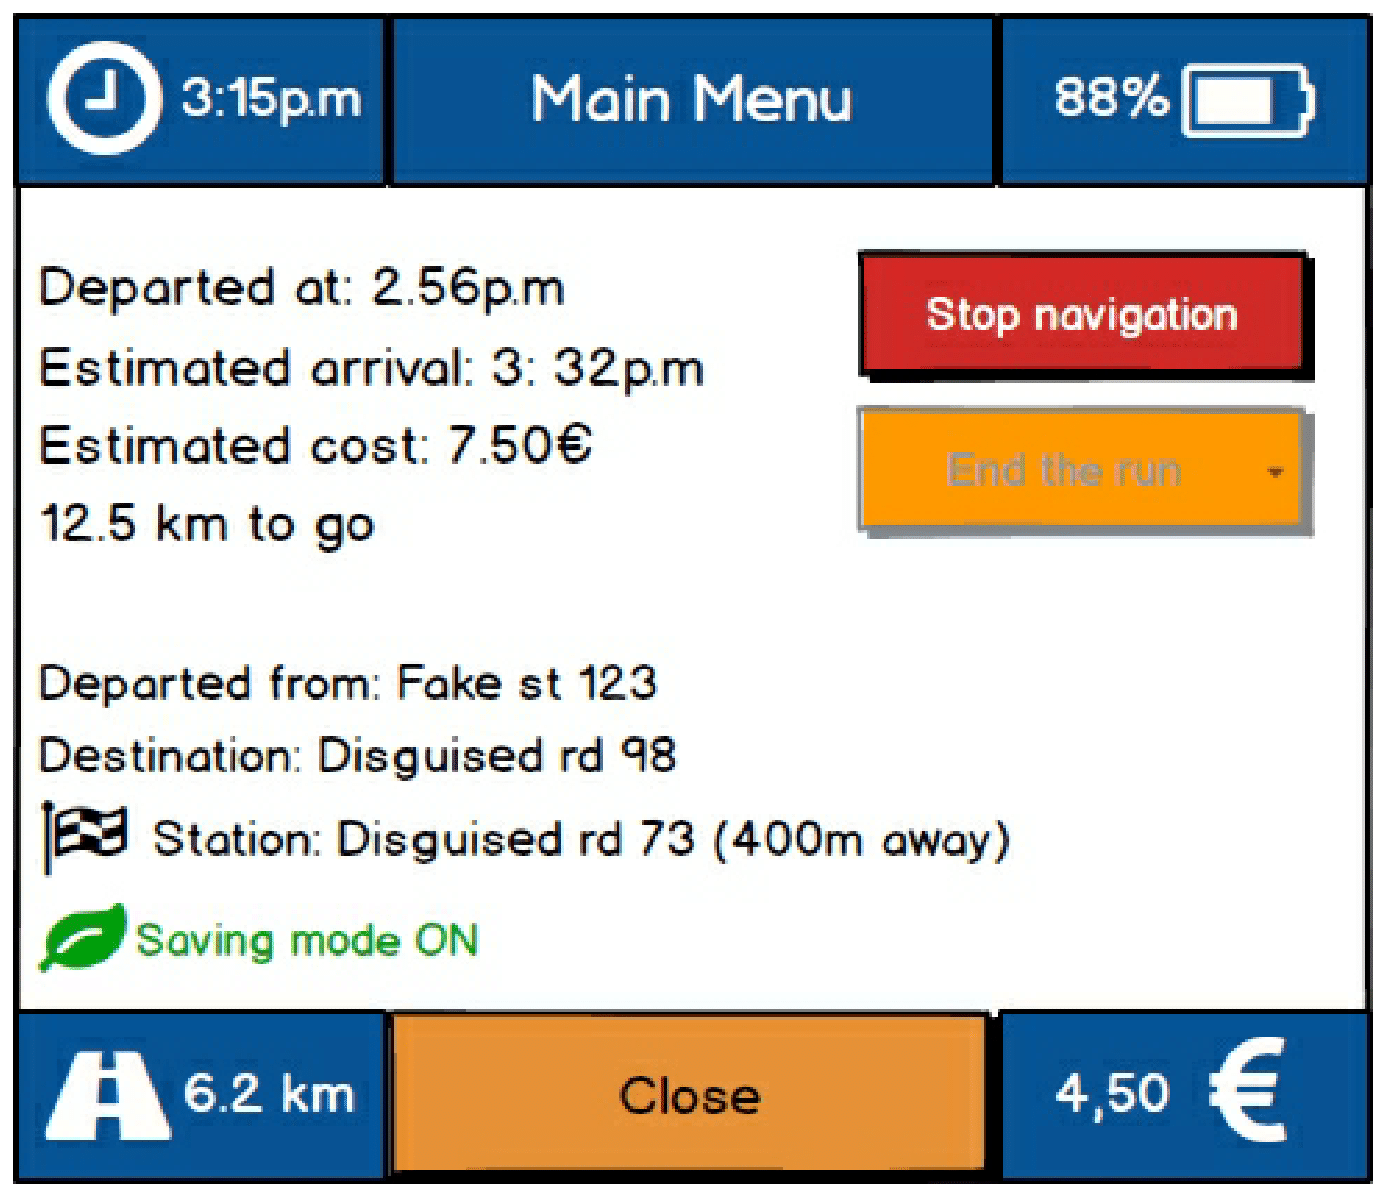 3:15p.m
Main Menu
88%
Departed at: 2.56p.m
Stop navigation
Estimated arrival: 3: 32p.m
Estimated cost: 7.50€
End the run
12.5 km to go
Departed from: Fake st 123
Destination: Disguised rd 98
Station: Disguised rd 73 (400m away)
Saving mode ON
6.2 km
Close
4,50 €